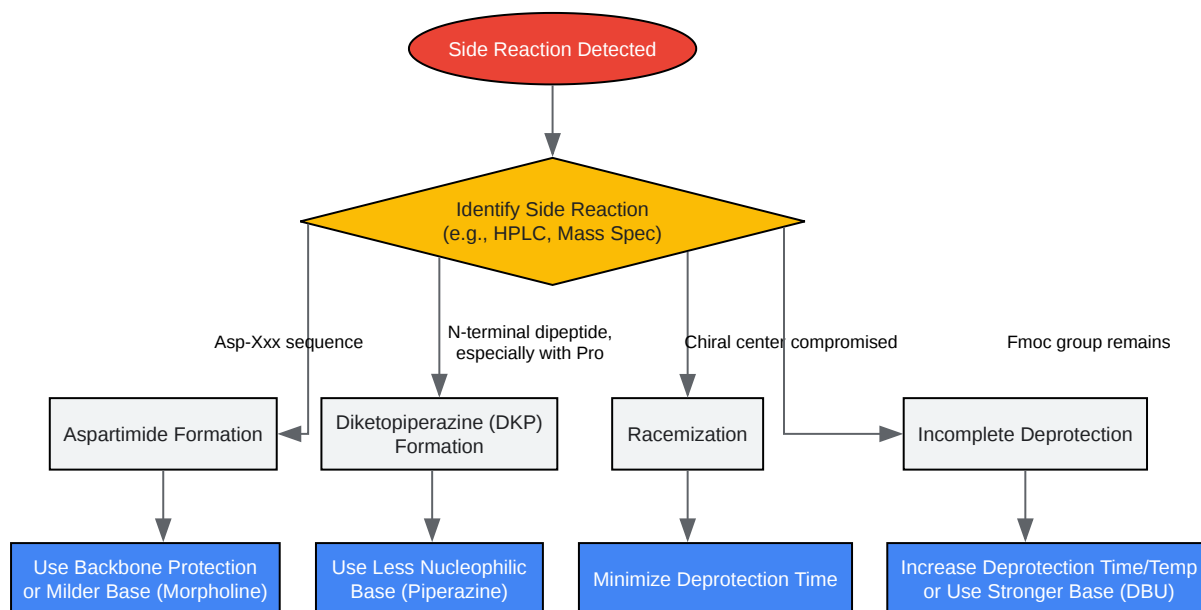 Side Reaction Detected
Identify Side Reaction
(e.g., HPLC, Mass Spec)
Asp-Xxx sequence
N-terminal dipeptide,
especially with Pro
Chiral center compromised
Fmoc group remains
Aspartimide Formation
Diketopiperazine (DKP)
Formation
Racemization
Incomplete Deprotection
Use Backbone Protection
or Milder Base (Morpholine)
Use Less Nucleophilic
Base (Piperazine)
Minimize Deprotection Time
Increase Deprotection Time/Temp
or Use Stronger Base (DBU)